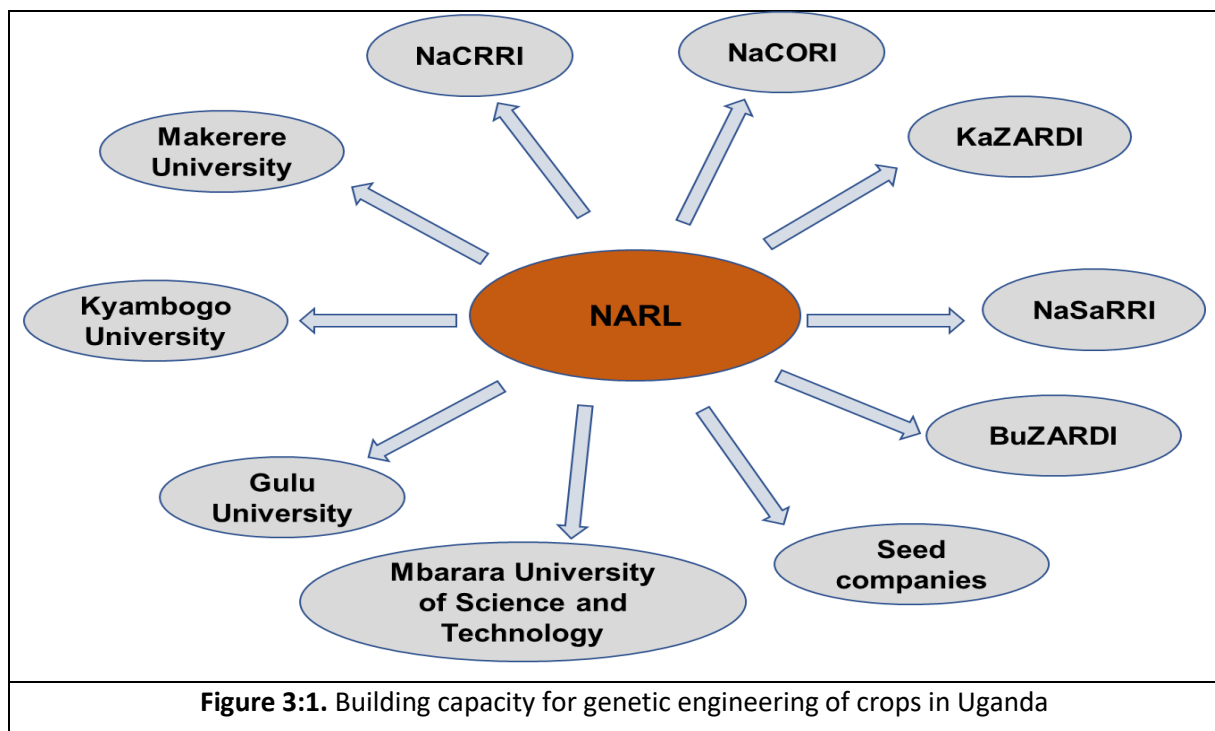 NaCRRI
NaCORI
Makerere
University
KaZARDI
Kyambogo
University
NARL
NaSaRRI
BuZARDI
Gulu
University
Seed
companies
Mbarara University
of Science and
Technology
Figure 3:1. Building capacity for genetic engineering of crops in Uganda